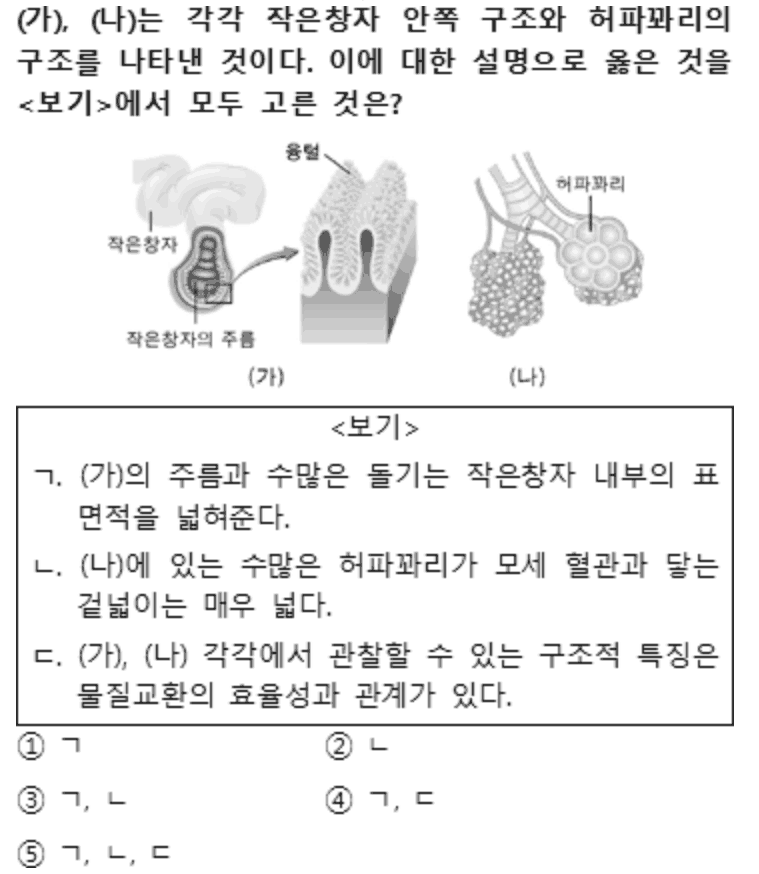 (가), (나)는 각각 작은창자 안쪽 구조와 허파꽈리의
구조를 나타낸 것이다. 이에 대한 설명으로 옳은 것을
<보기>에서 모두 고른 것은?
융털
허파꽈리
작은창자
작은창자의 주름
(가)
(나)
<보기>
ㄱ. (가)의 주름과 수많은 돌기는 작은창자 내부의 표
면적을 넓혀준다.
ㄴ. (나)에 있는 수많은 허파꽈리가 모세 혈관과 닿는
겉넓이는 매우 넓다.
ㄷ. (가), (나) 각각에서 관찰할 수 있는 구조적 특징은
물질교환의 효율성과 관계가 있다.
① ㄱ ② ㄴ
③ ㄱ, ㄴ ④ ㄱ, ㄷ
⑤ ㄱ, ㄴ, ㄷ